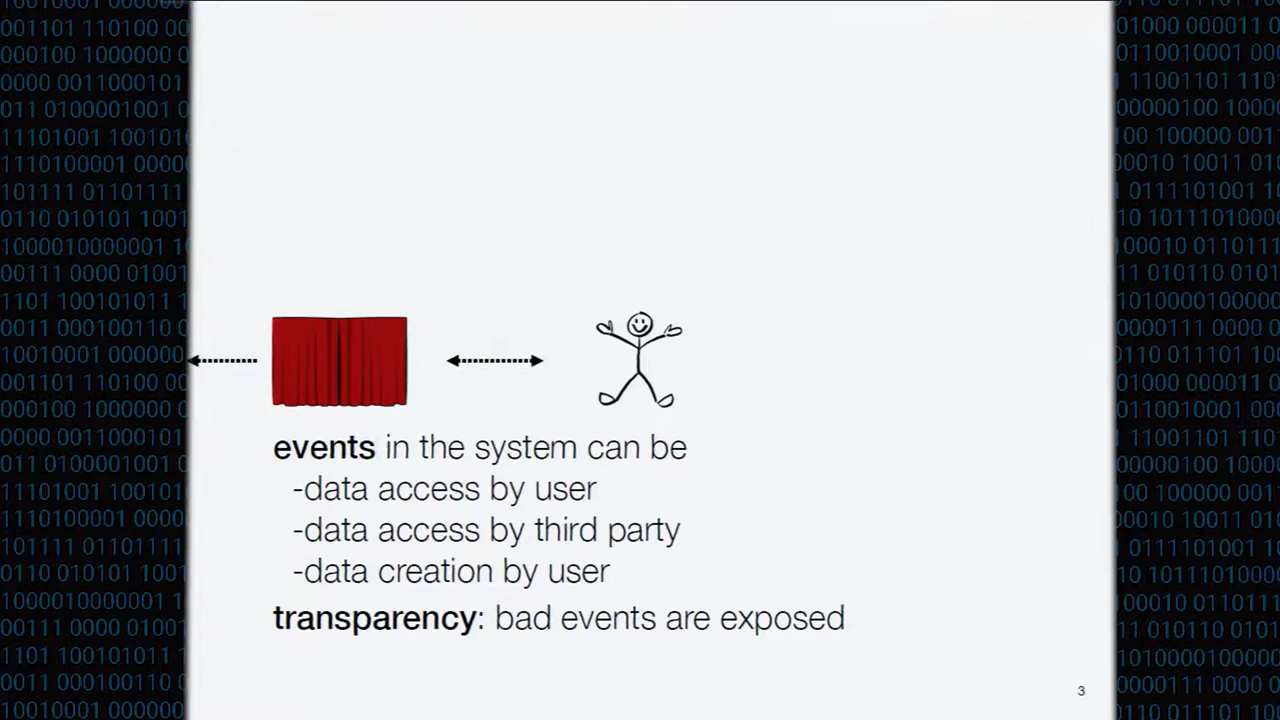 events in the system can be
-data access by user
-data access by third party
-data creation by user
transparency: bad events are exposed
3